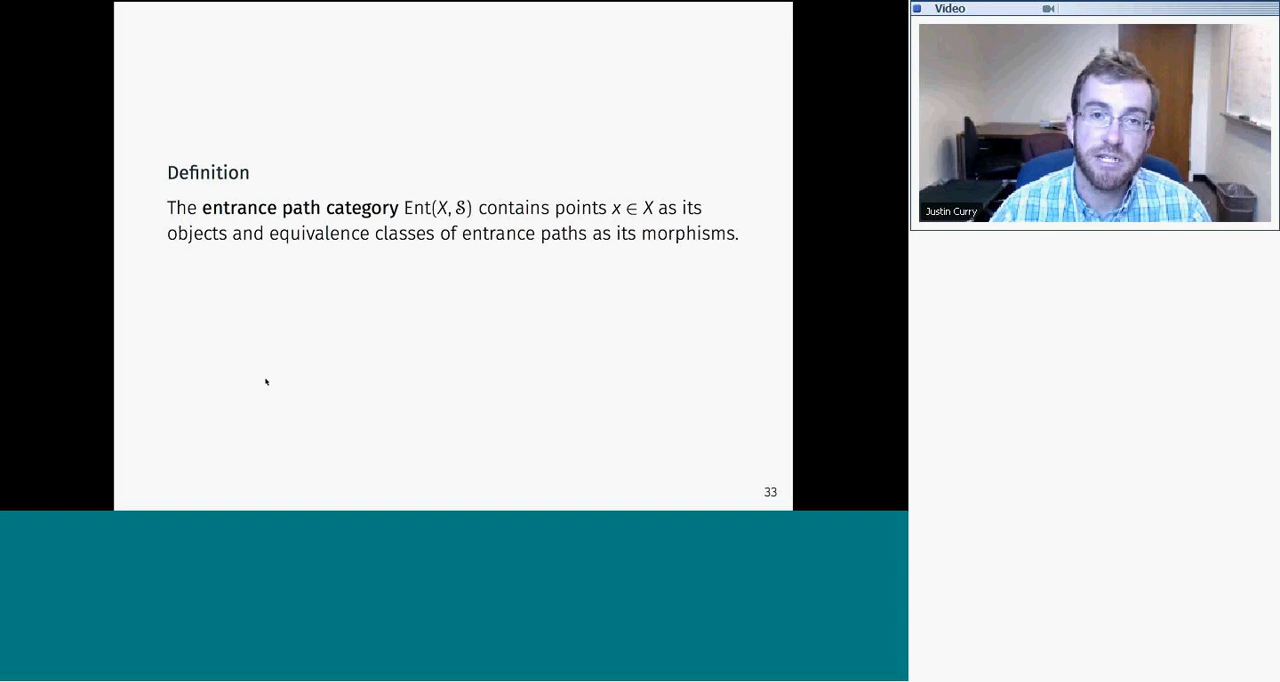 Definition
The entrance path category Ent(X, 𝒮) contains points x ∈ X as its
objects and equivalence classes of entrance paths as its morphisms.
33
Video
Justin Curry